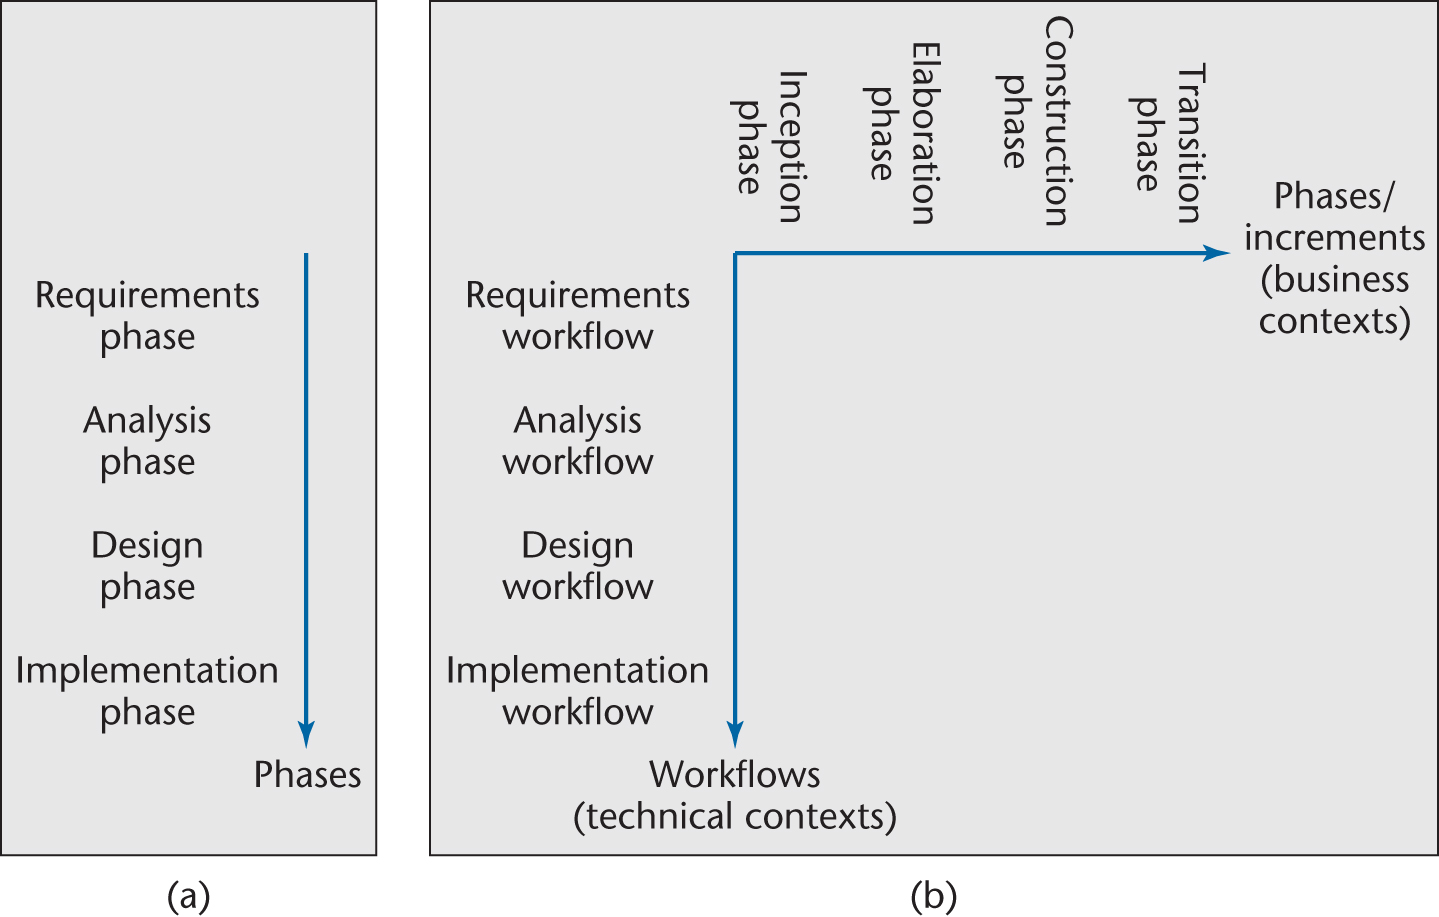 Requirements
phase
Analysis
phase
Design
phase
Implementation
phase
Phases
(a)
Inception
phase
Elaboration
phase
Construction
phase
Transition
phase
Phases/
increments
(business
contexts)
Requirements
workflow
Analysis
workflow
Design
workflow
Implementation
workflow
Workflows
(technical contexts)
(b)